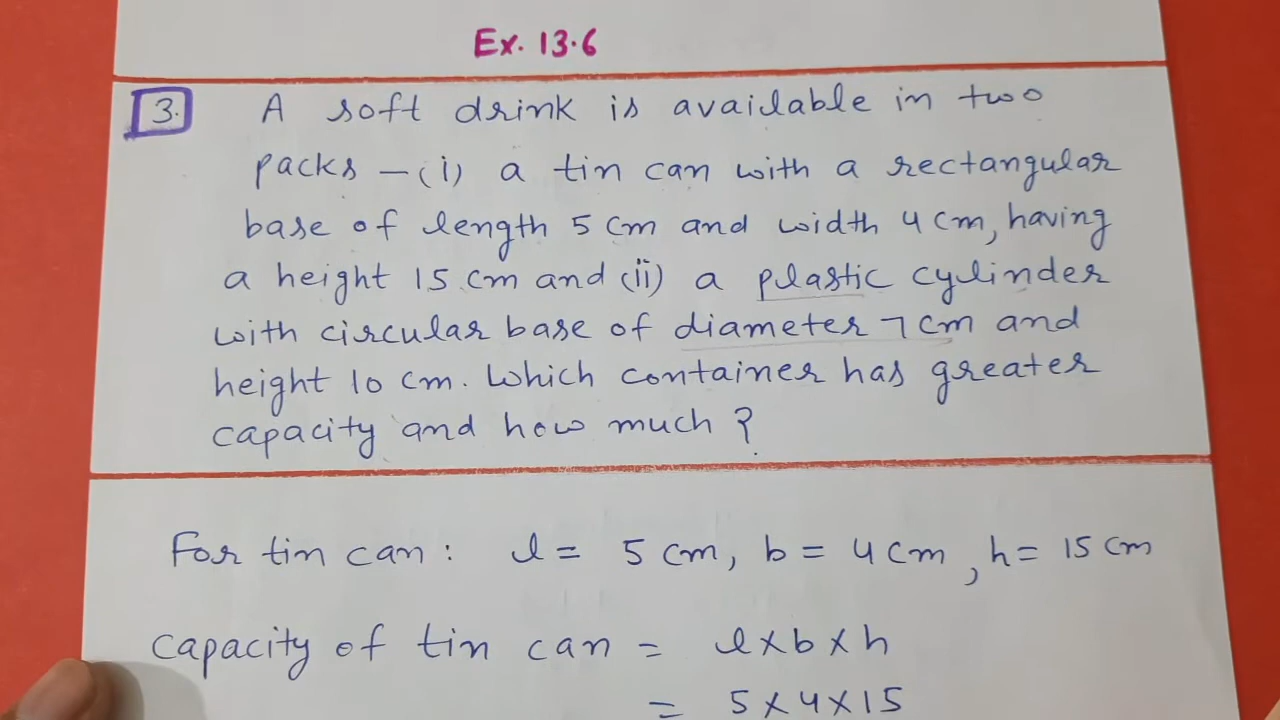 Ex. 13.6
3. A soft drink is available in two
packs – (i) a tin can with a rectangular
base of length 5 cm and width 4 cm, having
a height 15 cm and (ii) a plastic cylinder
with circular base of diameter 7 cm and
height 10 cm. Which container has greater
capacity and how much ?
For tin can : l = 5 cm, b = 4 cm, h = 15 cm
capacity of tin can = l×b×h
= 5×4×15